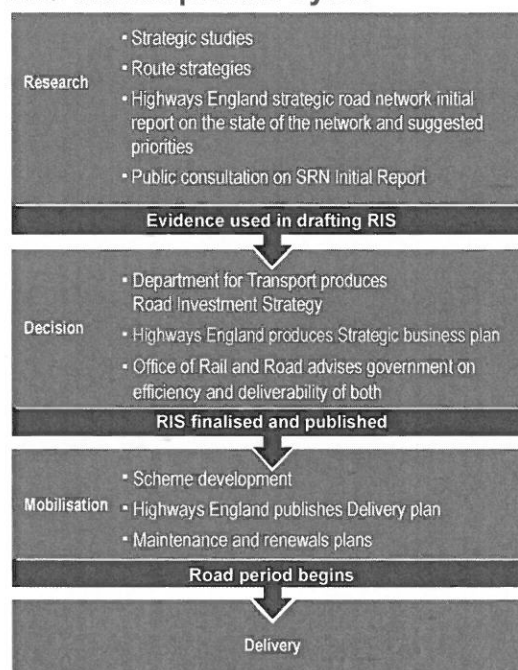 • Strategic studies
• Route strategies
Research
• Highways England strategic road network initial
report on the state of the network and suggested
priorities
• Public consultation on SRN Initial Report
Evidence used in drafting RIS
• Department for Transport produces
Road Investment Strategy
Decision
• Highways England produces Strategic business plan
• Office of Rail and Road advises government on
efficiency and deliverability of both
RIS finalised and published
• Scheme development
Mobilisation
• Highways England publishes Delivery plan
• Maintenance and renewals plans
Road period begins
Delivery